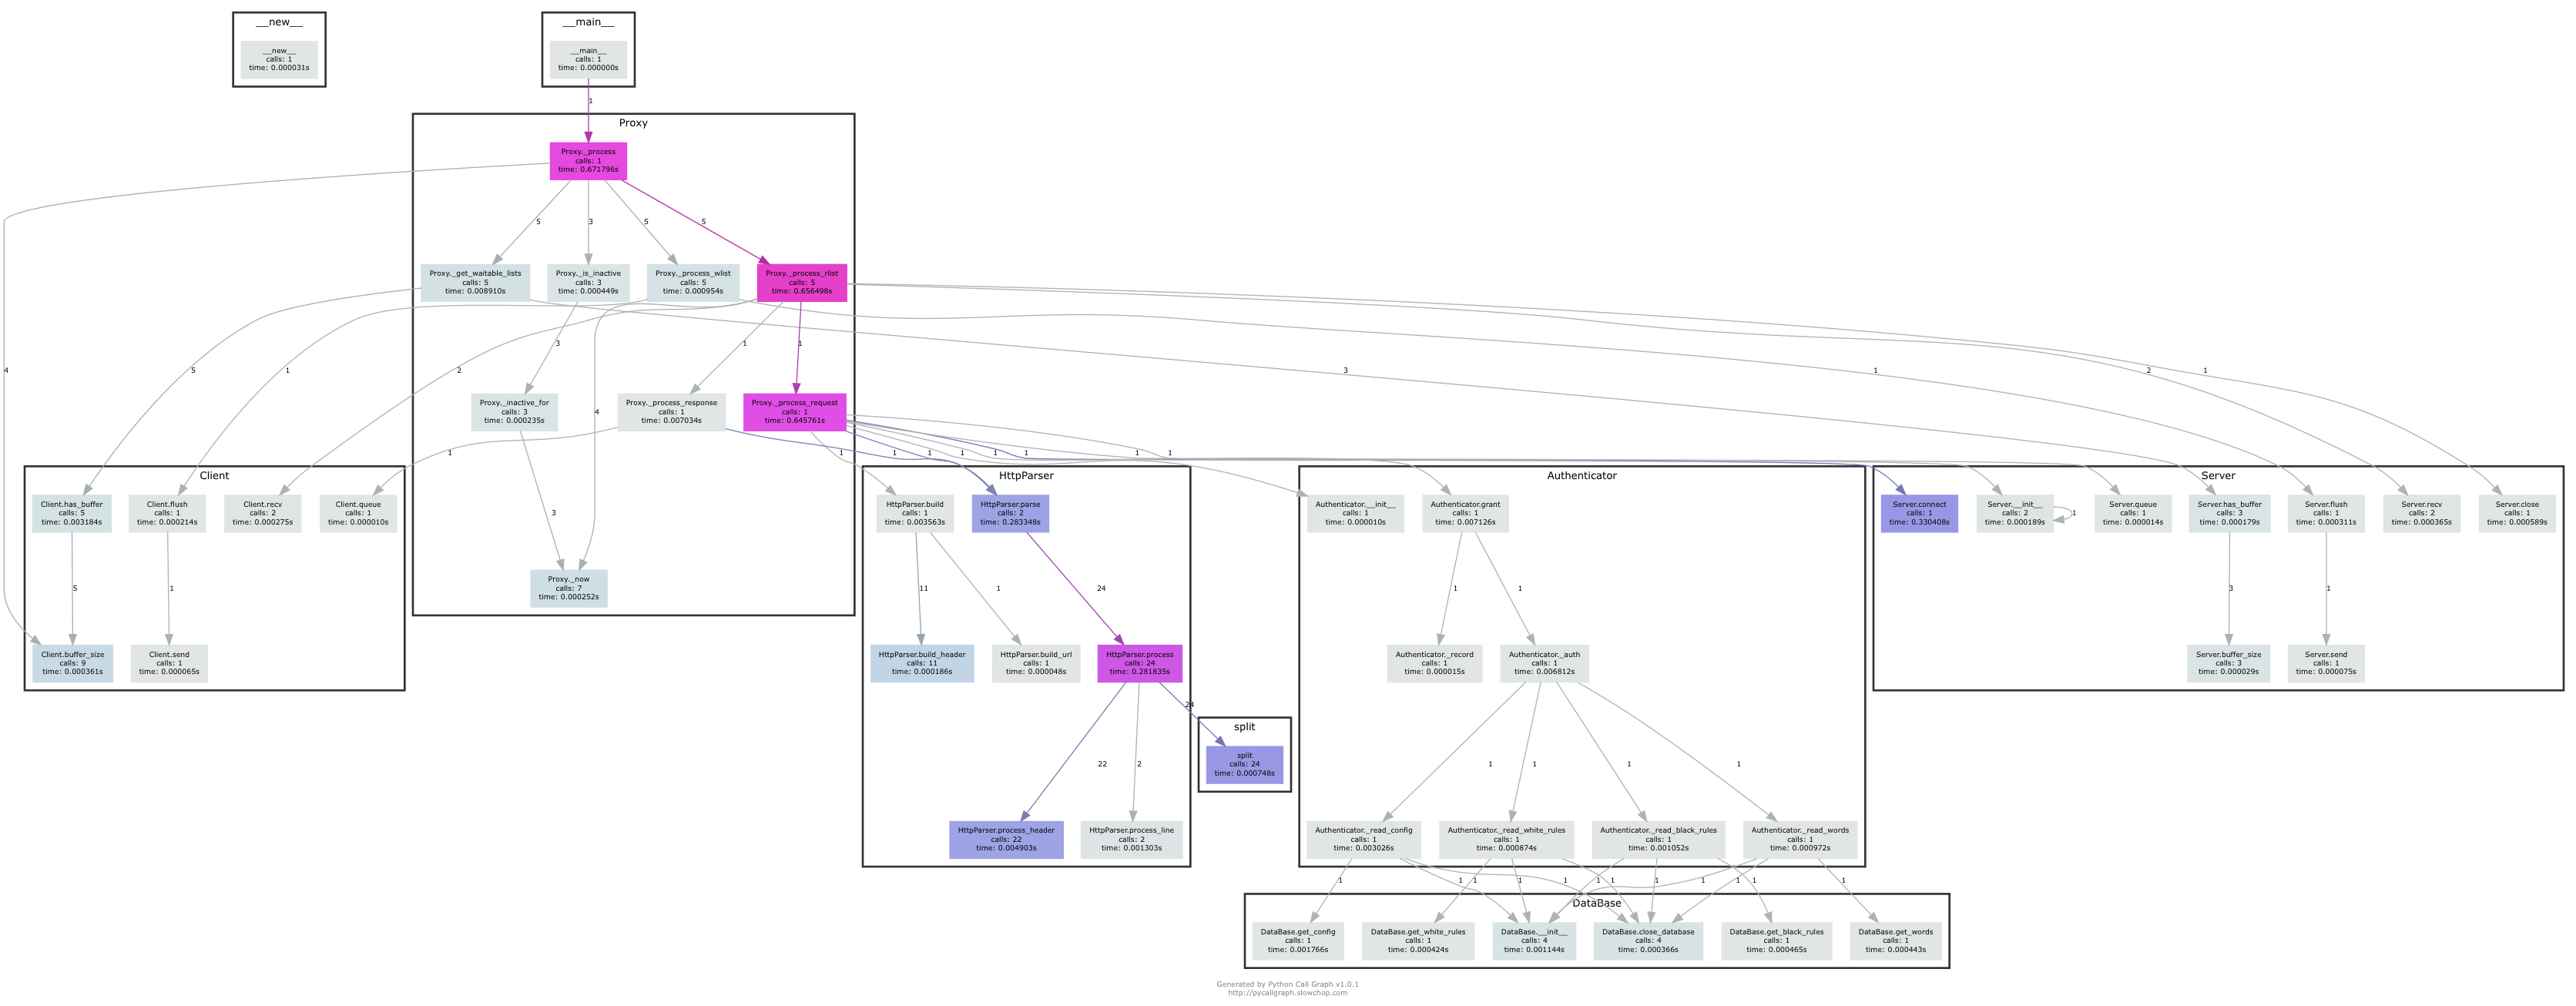 __new__
__new__
calls: 1
time: 0.000031s
__main__
__main__
calls: 1
time: 0.000000s
1
Proxy
Proxy._process
calls: 1
time: 0.671796s
5
3
5
5
Proxy._get_waitable_lists
calls: 5
time: 0.008910s
Proxy._is_inactive
calls: 3
time: 0.000449s
Proxy._process_wlist
calls: 5
time: 0.000954s
Proxy._process_rlist
calls: 5
time: 0.656498s
3
1
1
4
5
1
2
3
1
2
1
Proxy._inactive_for
calls: 3
time: 0.000235s
Proxy._process_response
calls: 1
time: 0.007034s
Proxy._process_request
calls: 1
time: 0.645761s
4
1
1
1
1
1
1
1
1
1
Client
Client.has_buffer
calls: 5
time: 0.003184s
Client.flush
calls: 1
time: 0.000214s
Client.recv
calls: 2
time: 0.000275s
Client.queue
calls: 1
time: 0.000010s
3
Proxy._now
calls: 7
time: 0.000252s
5
1
Client.buffer_size
calls: 9
time: 0.000361s
Client.send
calls: 1
time: 0.000065s
HttpParser
HttpParser.build
calls: 1
time: 0.003563s
HttpParser.parse
calls: 2
time: 0.283348s
11
1
24
HttpParser.build_header
calls: 11
time: 0.000186s
HttpParser.build_url
calls: 1
time: 0.000048s
HttpParser.process
calls: 24
time: 0.281835s
24
22
2
HttpParser.process_header
calls: 22
time: 0.004903s
HttpParser.process_line
calls: 2
time: 0.001303s
split
split
calls: 24
time: 0.000748s
Authenticator
Authenticator.__init__
calls: 1
time: 0.000010s
Authenticator.grant
calls: 1
time: 0.007126s
1
1
Authenticator._record
calls: 1
time: 0.000015s
Authenticator._auth
calls: 1
time: 0.006812s
1
1
1
1
Authenticator._read_config
calls: 1
time: 0.003026s
Authenticator._read_white_rules
calls: 1
time: 0.000874s
Authenticator._read_black_rules
calls: 1
time: 0.001052s
Authenticator._read_words
calls: 1
time: 0.000972s
1
1
1
1
1
1
1
1
1
1
1
1
Server
Server.connect
calls: 1
time: 0.330408s
Server.__init__
calls: 2
time: 0.000189s
1
Server.queue
calls: 1
time: 0.000014s
Server.has_buffer
calls: 3
time: 0.000179s
Server.flush
calls: 1
time: 0.000311s
Server.recv
calls: 2
time: 0.000365s
Server.close
calls: 1
time: 0.000589s
3
1
Server.buffer_size
calls: 3
time: 0.000029s
Server.send
calls: 1
time: 0.000075s
DataBase
DataBase.get_config
calls: 1
time: 0.001766s
DataBase.get_white_rules
calls: 1
time: 0.000424s
DataBase.__init__
calls: 4
time: 0.001144s
DataBase.close_database
calls: 4
time: 0.000366s
DataBase.get_black_rules
calls: 1
time: 0.000465s
DataBase.get_words
calls: 1
time: 0.000443s
Generated by Python Call Graph v1.0.1
http://pycallgraph.slowchop.com